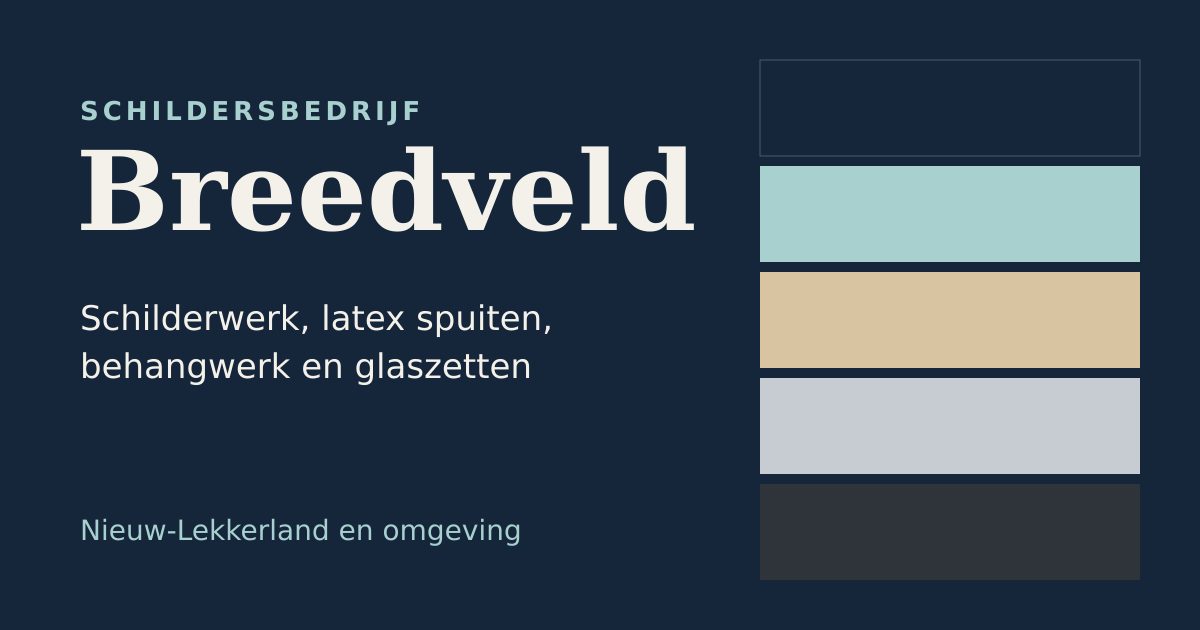 SCHILDERSBEDRIJF
Breedveld
Schilderwerk, latex spuiten,
behangwerk en glaszetten
Nieuw-Lekkerland en omgeving